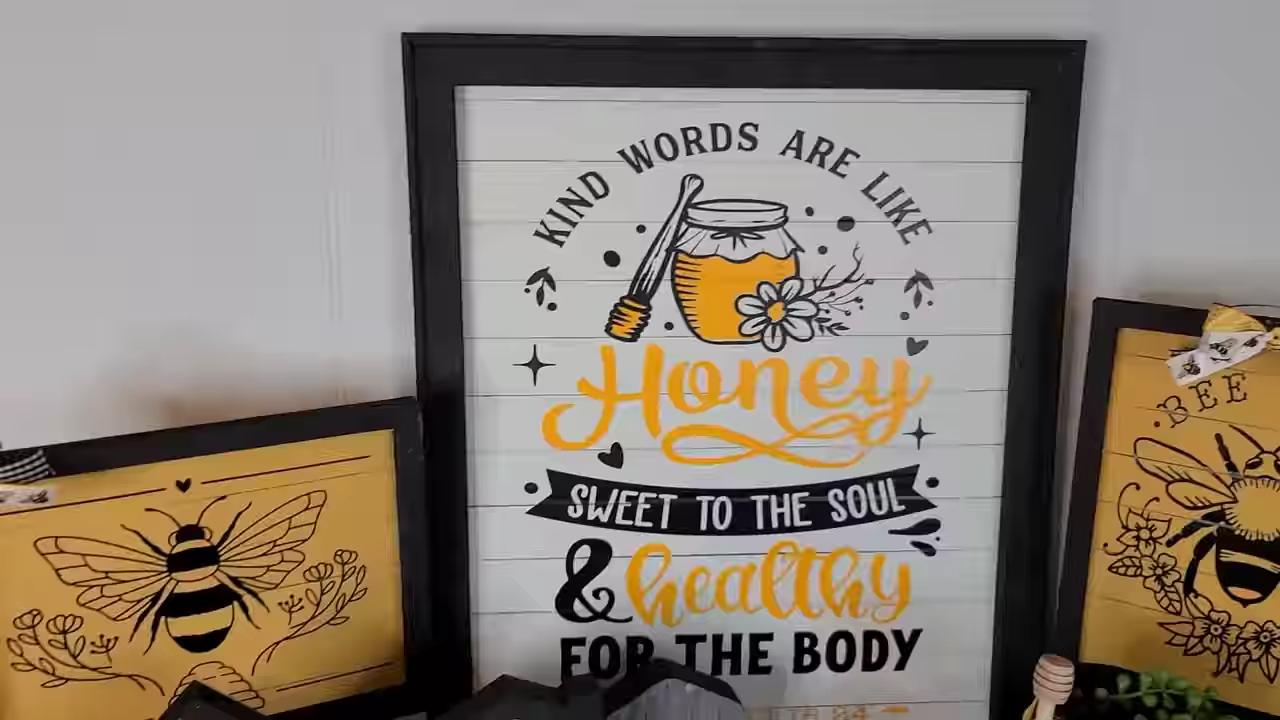 KIND WORDS ARE LIKE
Honey
SWEET TO THE SOUL
& healthy
FOR THE BODY
BEE